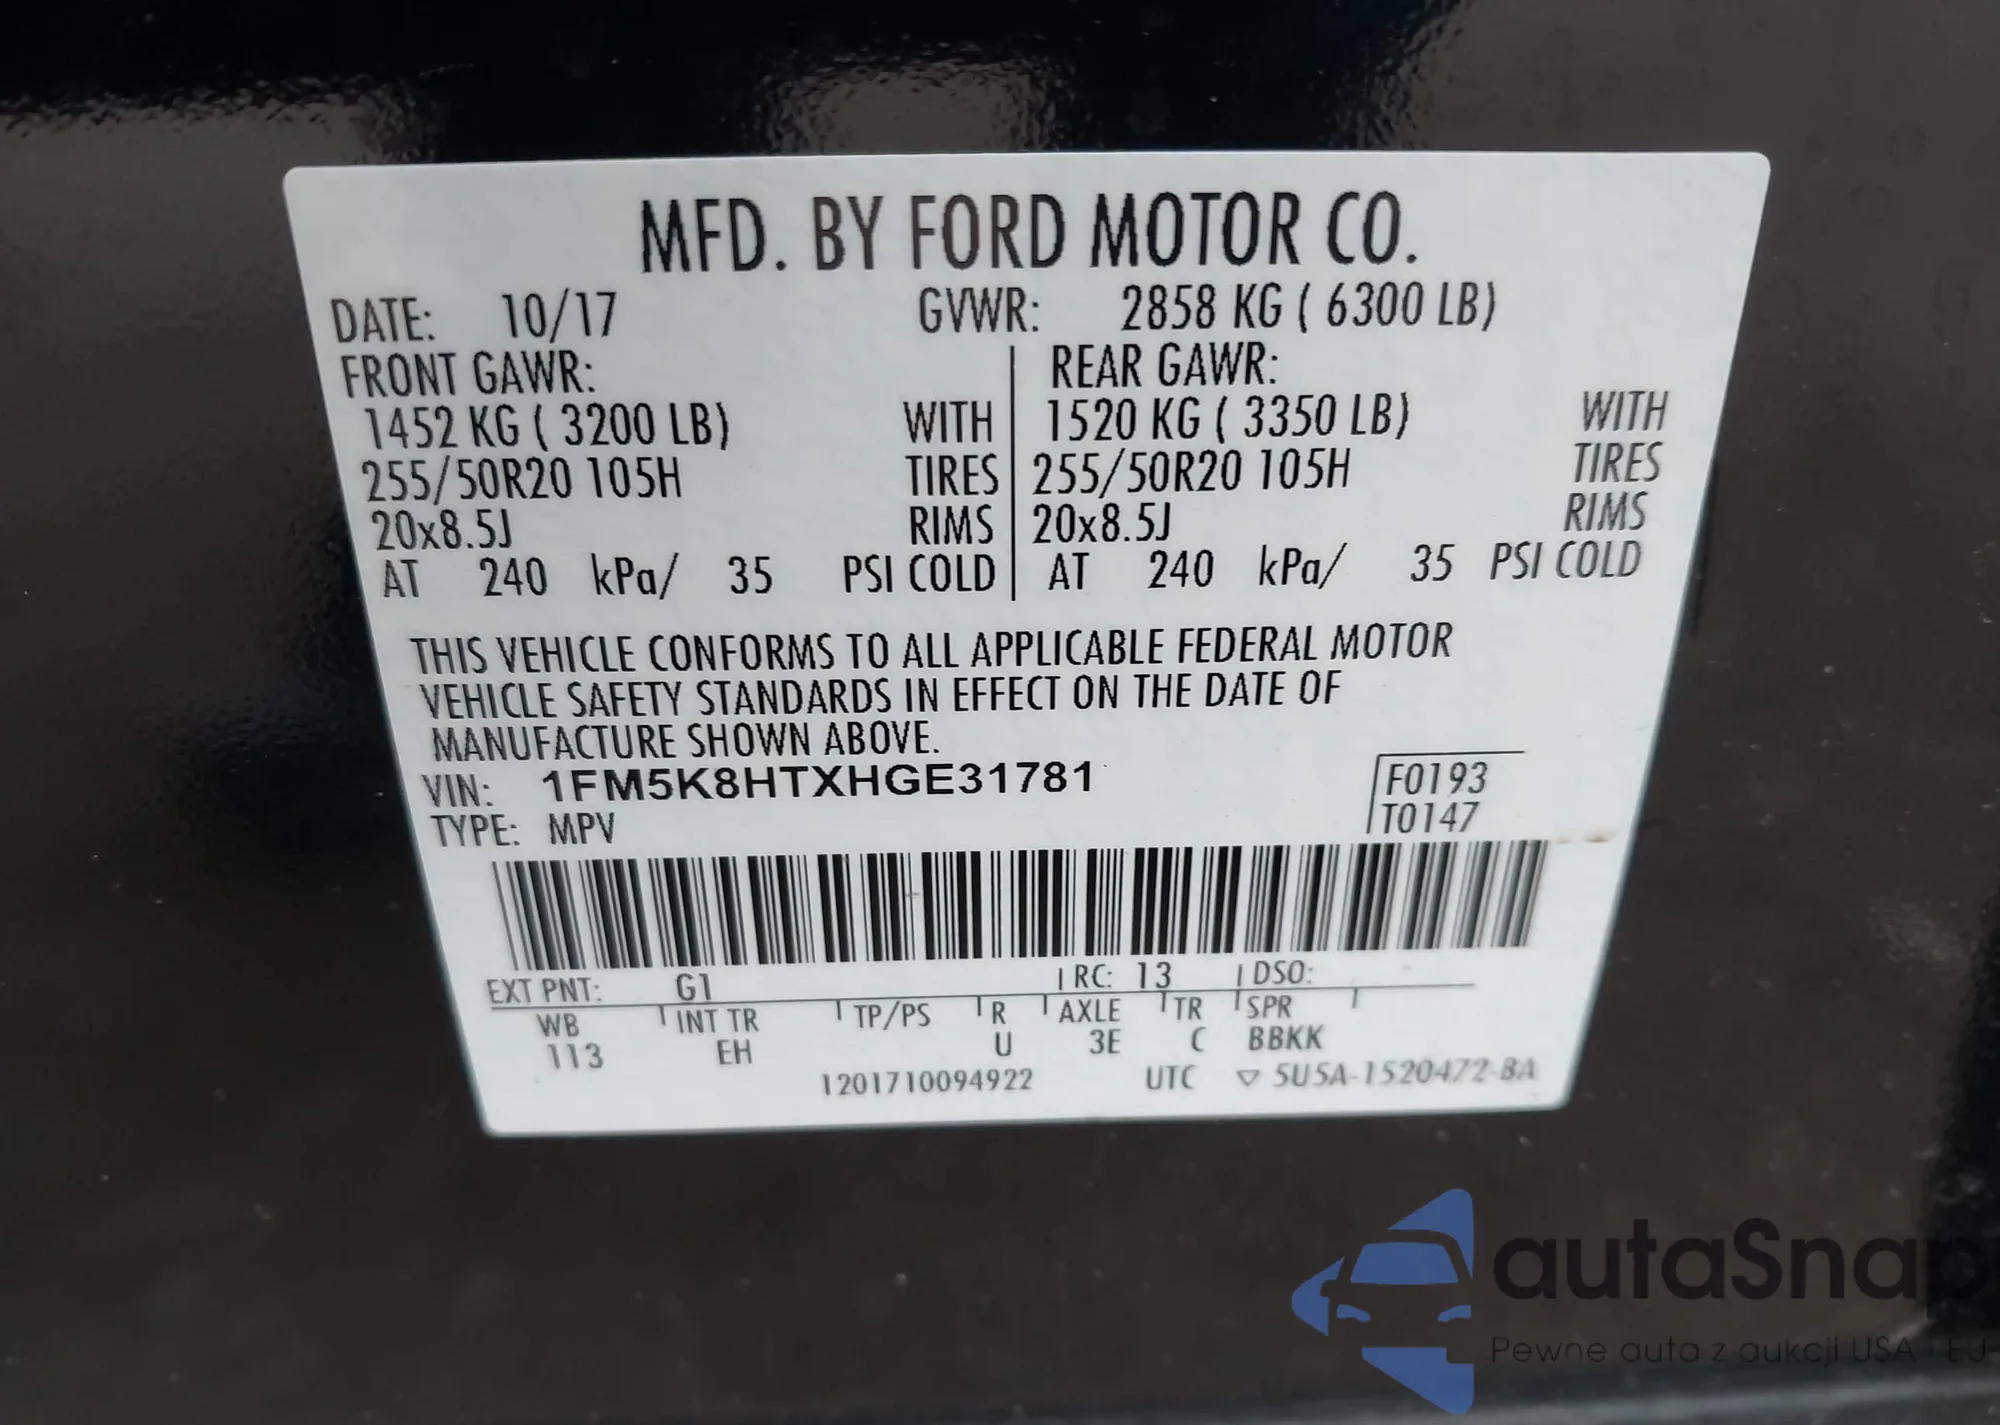 MFD. BY FORD MOTOR CO.
DATE: 10/17 GVWR: 2858 KG ( 6300 LB)
FRONT GAWR: REAR GAWR:
1452 KG ( 3200 LB) WITH 1520 KG ( 3350 LB) WITH
255/50R20 105H TIRES 255/50R20 105H TIRES
20x8.5J RIMS 20x8.5J RIMS
AT 240 kPa/ 35 PSI COLD AT 240 kPa/ 35 PSI COLD
THIS VEHICLE CONFORMS TO ALL APPLICABLE FEDERAL MOTOR
VEHICLE SAFETY STANDARDS IN EFFECT ON THE DATE OF
MANUFACTURE SHOWN ABOVE.
VIN: 1FM5K8HTXHGE31781 F0193
TYPE: MPV T0147
EXT PNT: G1 RC: 13 DSO:
WB INT TR TP/PS R AXLE TR SPR
113 EH U 3E C BBKK
1201710094922 UTC ▽ 5U5A-1520472-BA
autaSnap
Pewne auta z aukcji USA i EU